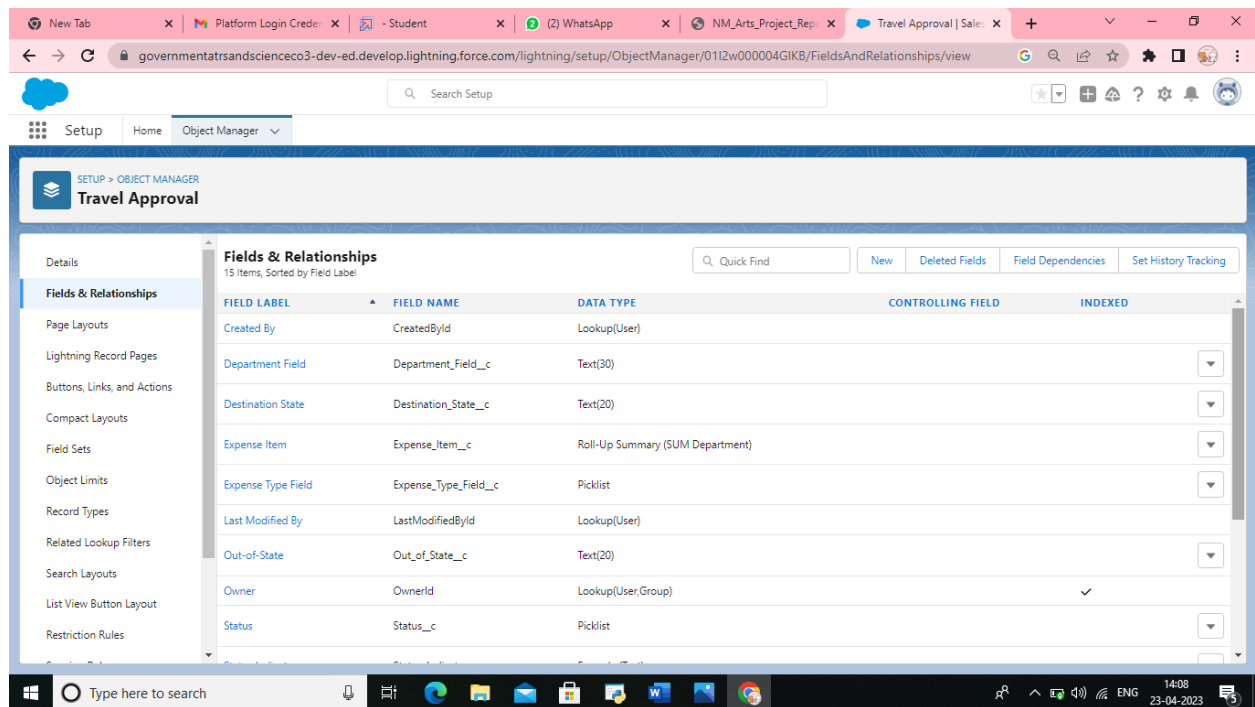 New Tab
Platform Login Creder
- Student
(2) WhatsApp
NM_Arts_Project_Rep
Travel Approval | Sales
governmentatrsandscienceco3-dev-ed.develop.lightning.force.com/lightning/setup/ObjectManager/01I2w000004GlKB/FieldsAndRelationships/view
Search Setup
Setup Home Object Manager
SETUP > OBJECT MANAGER
Travel Approval
Details
Fields & Relationships
Page Layouts
Lightning Record Pages
Buttons, Links, and Actions
Compact Layouts
Field Sets
Object Limits
Record Types
Related Lookup Filters
Search Layouts
List View Button Layout
Restriction Rules
Fields & Relationships
15 Items, Sorted by Field Label
Quick Find
New
Deleted Fields
Field Dependencies
Set History Tracking
FIELD LABEL FIELD NAME DATA TYPE CONTROLLING FIELD INDEXED
Created By CreatedById Lookup(User)
Department Field Department_Field__c Text(30)
Destination State Destination_State__c Text(20)
Expense Item Expense_Item__c Roll-Up Summary (SUM Department)
Expense Type Field Expense_Type_Field__c Picklist
Last Modified By LastModifiedById Lookup(User)
Out-of-State Out_of_State__c Text(20)
Owner OwnerId Lookup(User,Group)
Status Status__c Picklist
Type here to search
ENG
14:08
23-04-2023
5